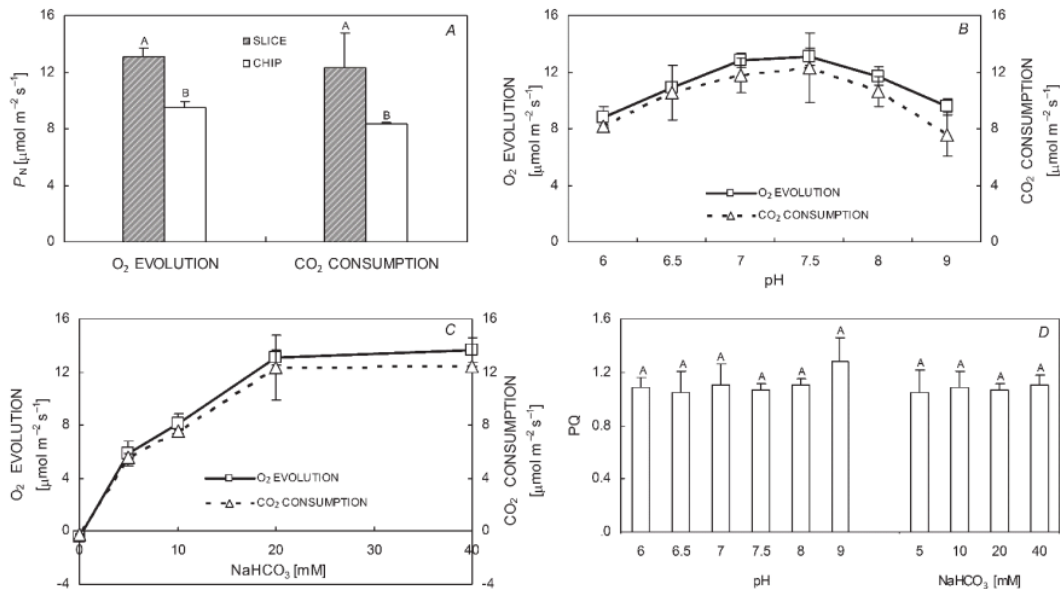 A
16
12
8
4
0
P_N [μmol m⁻² s⁻¹]
SLICE
CHIP
A
B
A
B
O₂ EVOLUTION
CO₂ CONSUMPTION
B
16
12
8
4
0
O₂ EVOLUTION
[μmol m⁻² s⁻¹]
O₂ EVOLUTION
CO₂ CONSUMPTION
16
12
8
4
0
CO₂ CONSUMPTION
[μmol m⁻² s⁻¹]
6 6.5 7 7.5 8 9
pH
C
16
12
8
4
0
-4
O₂ EVOLUTION
[μmol m⁻² s⁻¹]
O₂ EVOLUTION
CO₂ CONSUMPTION
16
12
8
4
0
-4
CO₂ CONSUMPTION
[μmol m⁻² s⁻¹]
0 10 20 30 40
NaHCO₃ [mM]
D
1.6
1.2
0.8
0.4
0
PQ
A A A A A A A A A A
6 6.5 7 7.5 8 9 5 10 20 40
pH NaHCO₃ [mM]